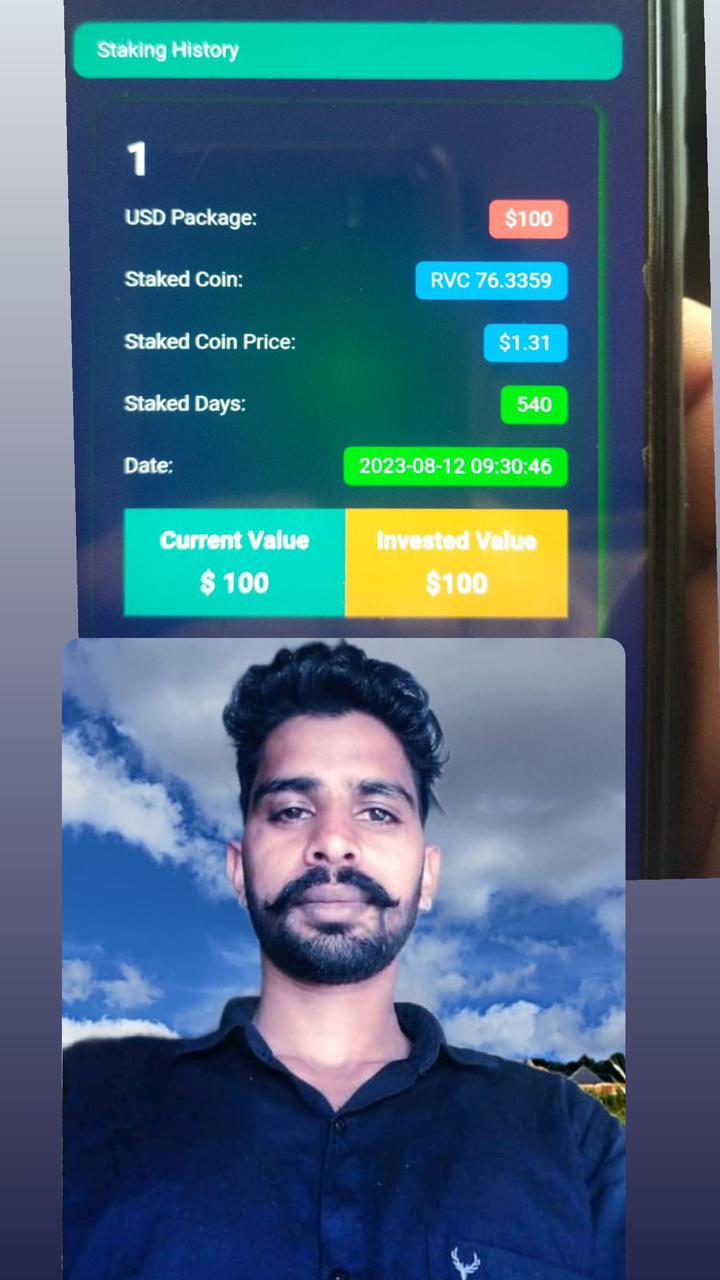 Staking History
1
USD Package: $100
Staked Coin: RVC 76.3359
Staked Coin Price: $1.31
Staked Days: 540
Date: 2023-08-12 09:30:46
Current Value Invested Value
$ 100 $100